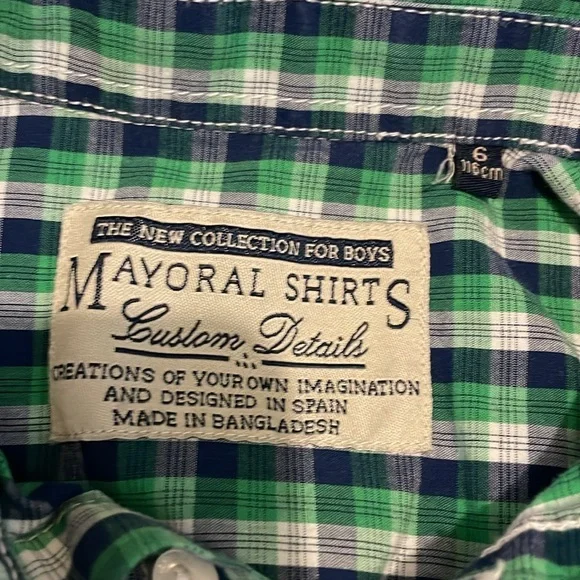 6
116cm
THE NEW COLLECTION FOR BOYS
MAYORAL SHIRTS
Custom Details
CREATIONS OF YOUR OWN IMAGINATION
AND DESIGNED IN SPAIN
MADE IN BANGLADESH